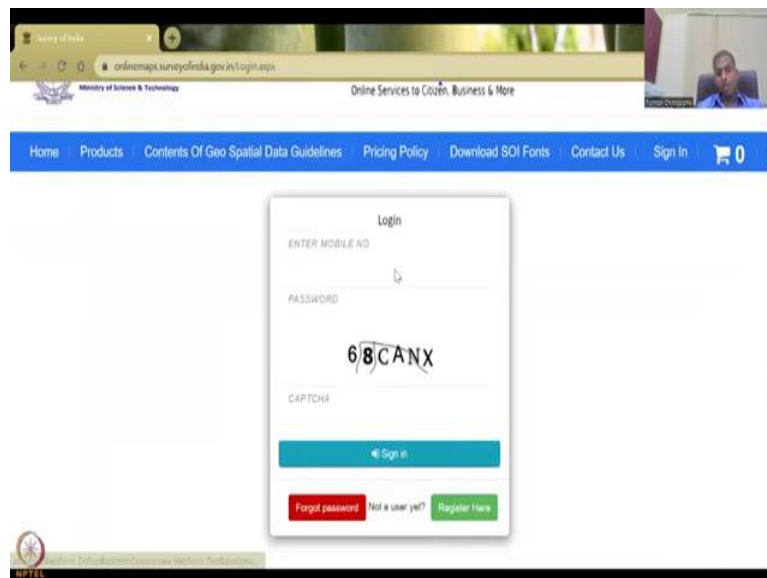 Survey of India
onlinemaps.surveyofindia.gov.in/Login.aspx
Ministry of Science & Technology
Online Services to Citizen, Business & More
Home Products Contents Of Geo Spatial Data Guidelines Pricing Policy Download SOI Fonts Contact Us Sign In 0
Login
ENTER MOBILE NO
PASSWORD
68CANX
CAPTCHA
Sign in
Forgot password Not a user yet? Register Here
NPTEL